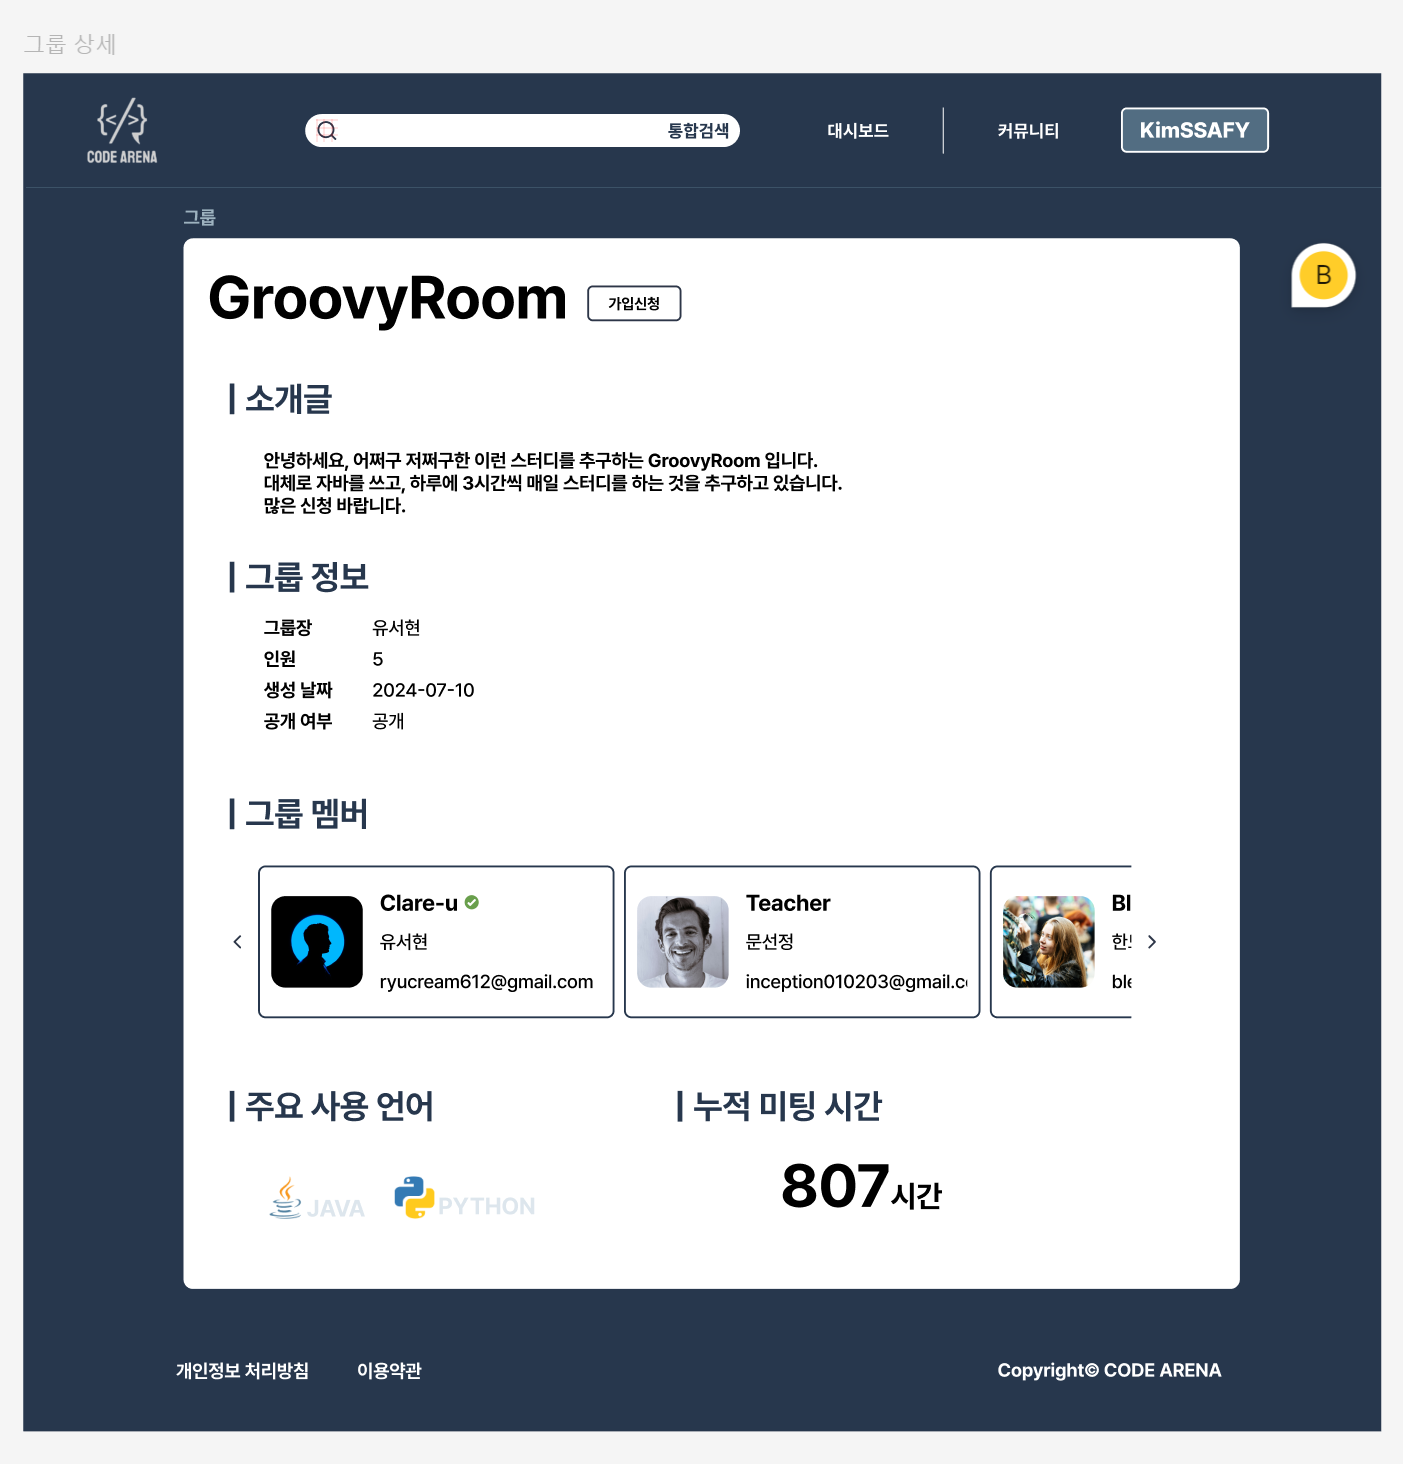 그룹 상세
{</>}
CODE ARENA
통합검색
대시보드
커뮤니티
KimSSAFY
그룹
B
GroovyRoom
가입신청
| 소개글
안녕하세요, 어쩌구 저쩌구한 이런 스터디를 추구하는 GroovyRoom 입니다.
대체로 자바를 쓰고, 하루에 3시간씩 매일 스터디를 하는 것을 추구하고 있습니다.
많은 신청 바랍니다.
| 그룹 정보
그룹장 유서현
인원 5
생성 날짜 2024-07-10
공개 여부 공개
| 그룹 멤버
Clare-u
유서현
ryucream612@gmail.com
Teacher
문선정
inception010203@gmail.c
Bl
한
ble
| 주요 사용 언어
JAVA
PYTHON
| 누적 미팅 시간
807시간
개인정보 처리방침
이용약관
Copyright© CODE ARENA